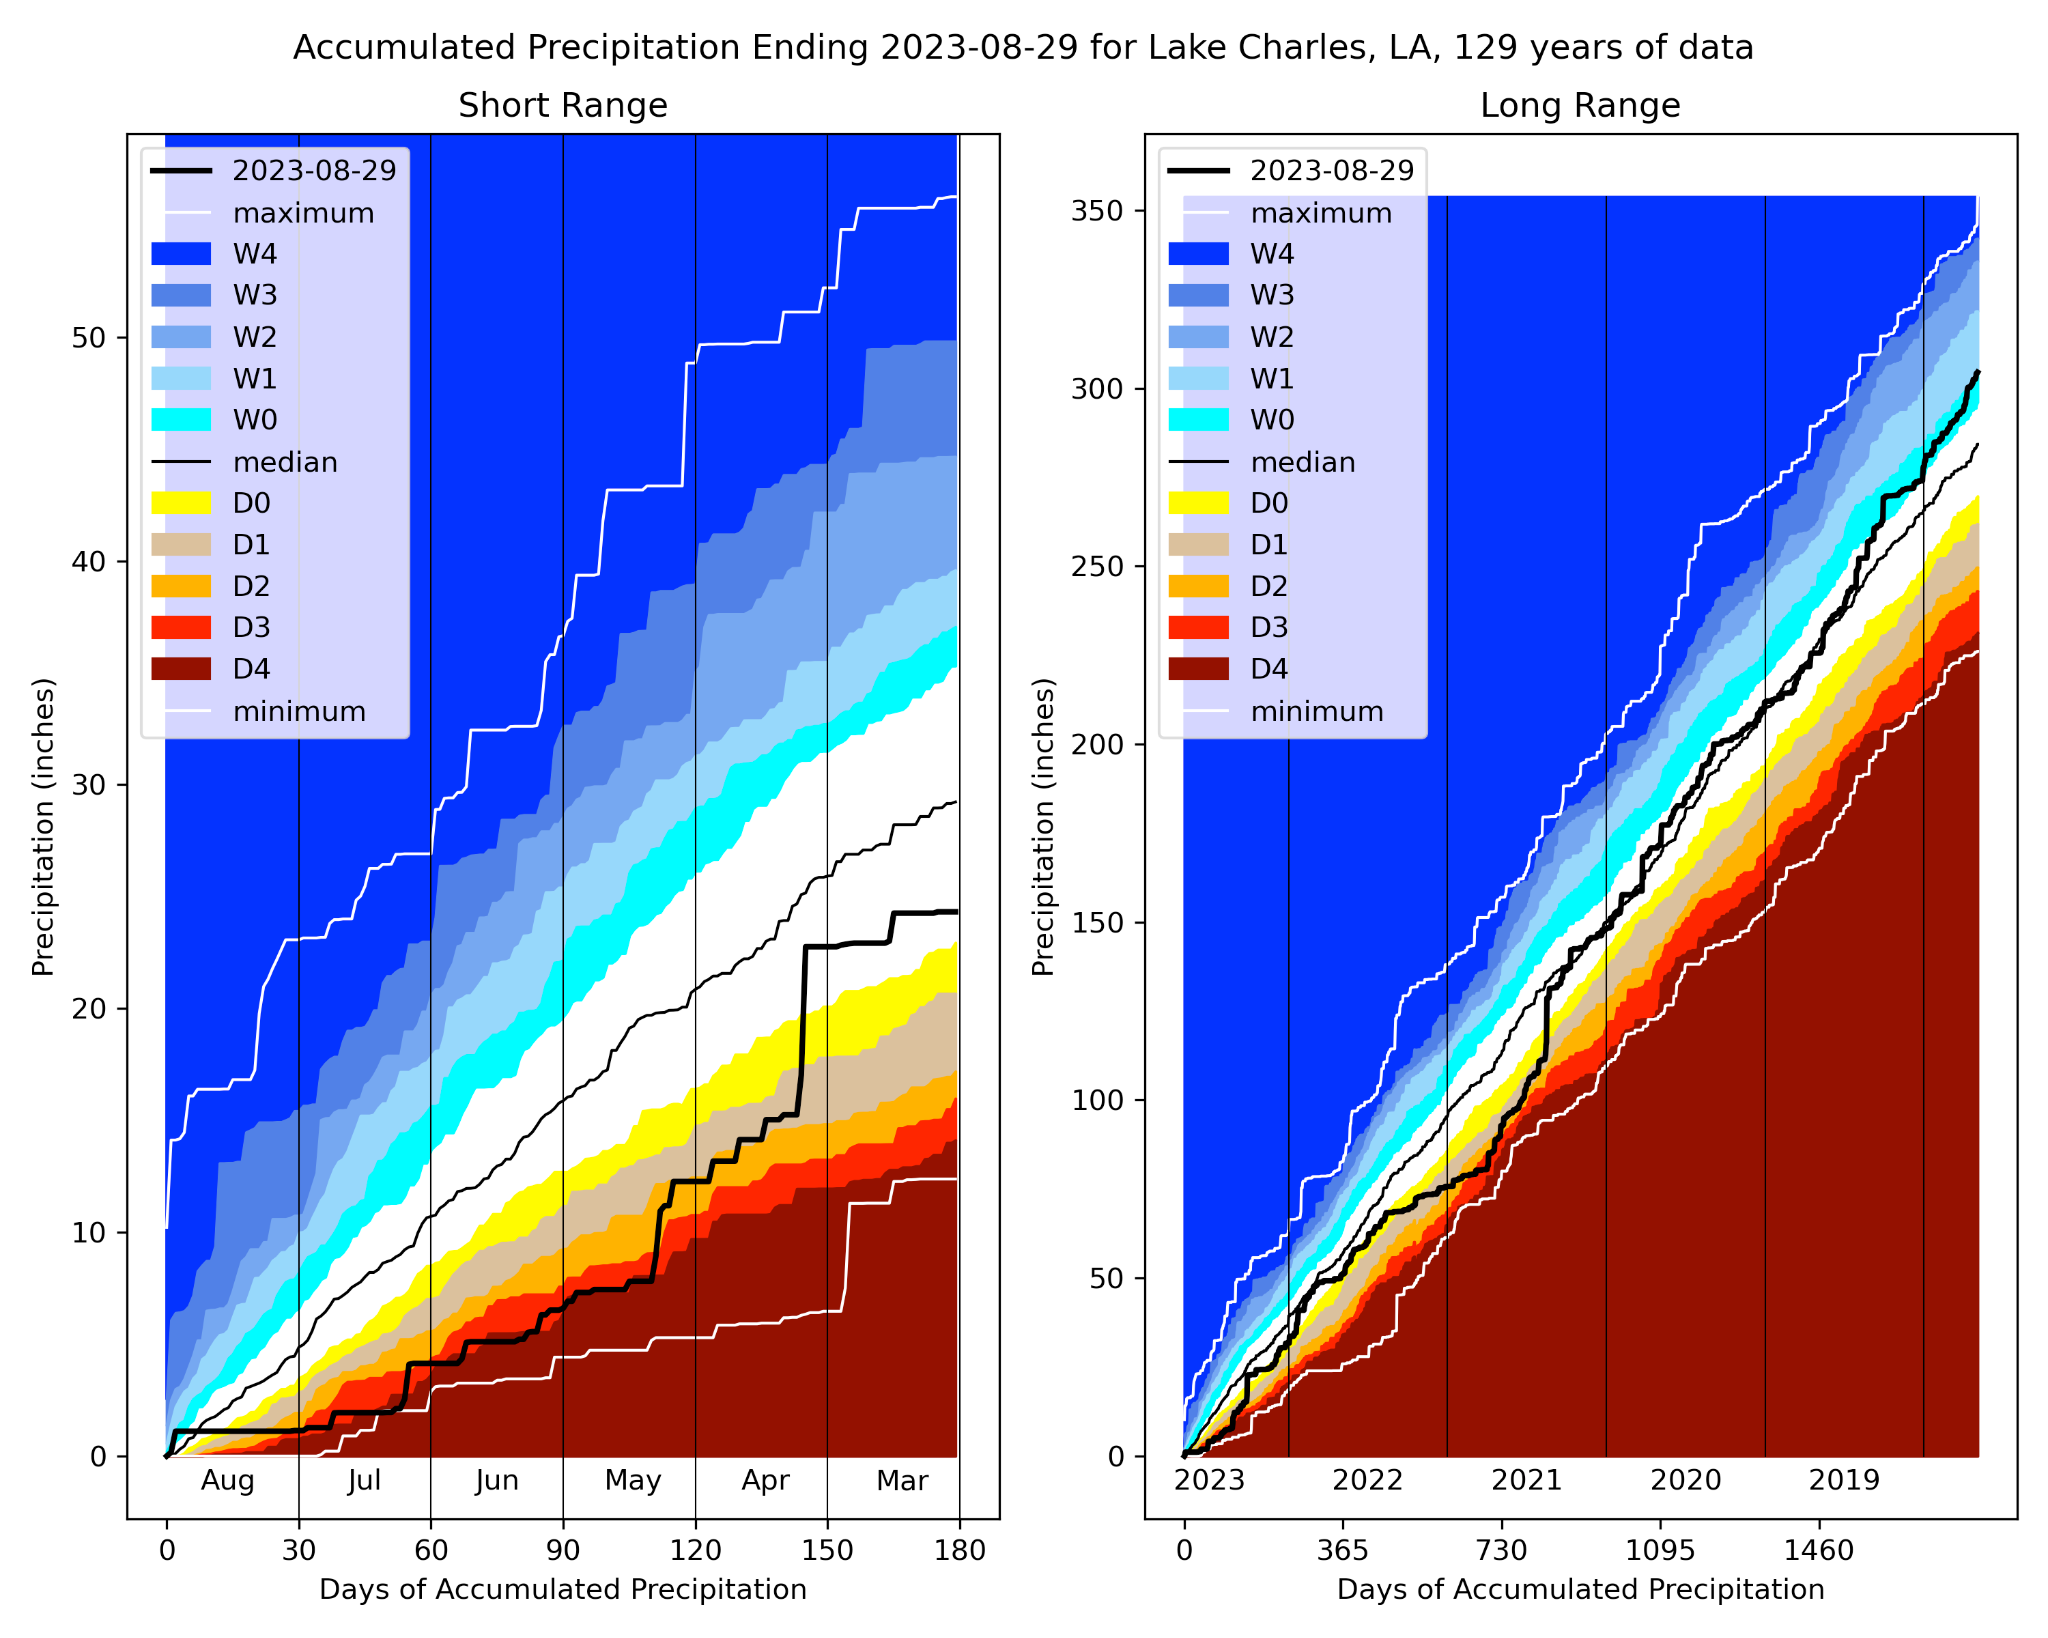 Accumulated Precipitation Ending 2023-08-29 for Lake Charles, LA, 129 years of data
Short Range
2023-08-29
maximum
W4
W3
W2
W1
W0
median
D0
D1
D2
D3
D4
minimum
50
40
30
20
10
0
Precipitation (inches)
Aug Jul Jun May Apr Mar
0 30 60 90 120 150 180
Days of Accumulated Precipitation
Long Range
2023-08-29
maximum
W4
W3
W2
W1
W0
median
D0
D1
D2
D3
D4
minimum
350
300
250
200
150
100
50
0
Precipitation (inches)
2023 2022 2021 2020 2019
0 365 730 1095 1460
Days of Accumulated Precipitation